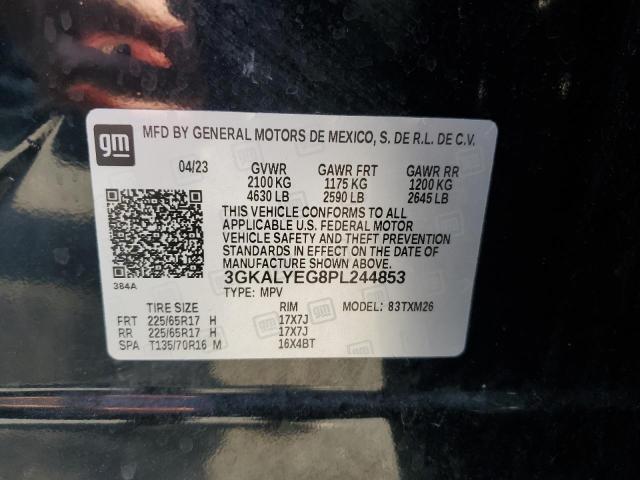 gm
MFD BY GENERAL MOTORS DE MEXICO, S. DE R.L. DE C.V.
04/23 GVWR GAWR FRT GAWR RR
2100 KG 1175 KG 1200 KG
4630 LB 2590 LB 2645 LB
THIS VEHICLE CONFORMS TO ALL
APPLICABLE U.S. FEDERAL MOTOR
VEHICLE SAFETY AND THEFT PREVENTION
STANDARDS IN EFFECT ON THE DATE OF
MANUFACTURE SHOWN ABOVE.
3GKALYEG8PL244853
384A TYPE: MPV
TIRE SIZE RIM MODEL: 83TXM26
FRT 225/65R17 H 17X7J
RR 225/65R17 H 17X7J
SPA T135/70R16 M 16X4BT